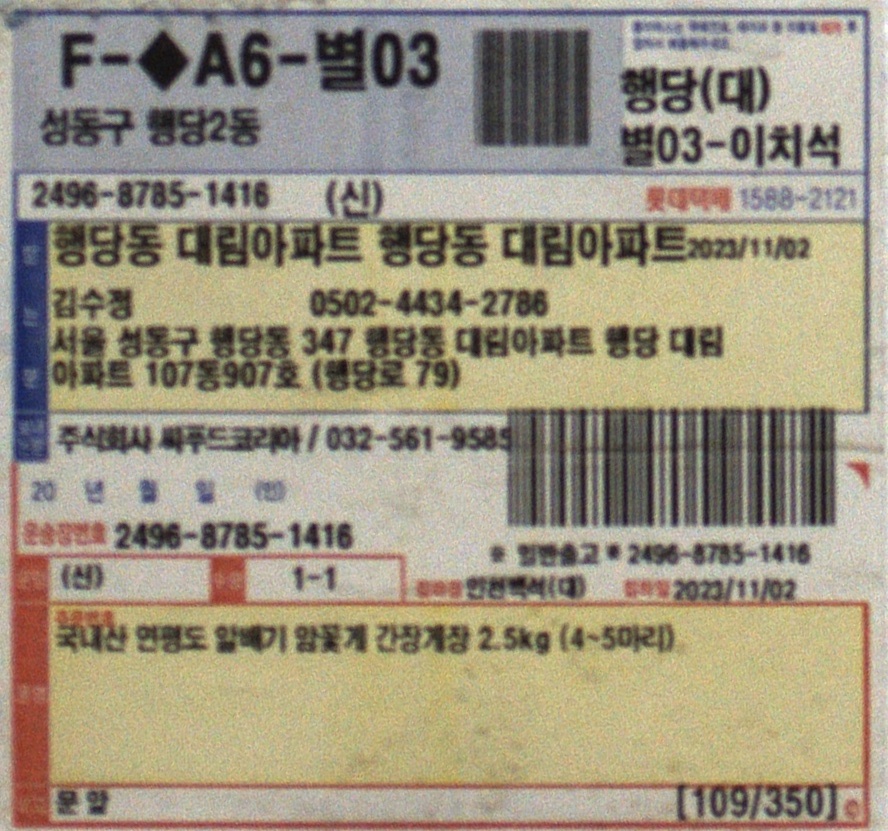 F-◆A6-별03
성동구 행당2동
행당(대)
별03-이치석
2496-8785-1416 (신)
롯데택배 1588-2121
행당동 대림아파트 행당동 대림아파트 2023/11/02
김수정 0502-4434-2786
서울 성동구 행당동 347 행당동 대림아파트 행당 대림
아파트 107동907호 (행당로 79)
주식회사 씨푸드코리아 / 032-561-9585
20 년 월 일
운송장번호 2496-8785-1416
※ 일반출고 * 2496-8785-1416
(신) 1-1
집하점 인천백석(대) 집하일 2023/11/02
국내산 연평도 알배기 암꽃게 간장게장 2.5kg (4~5마리)
문 앞
[109/350]